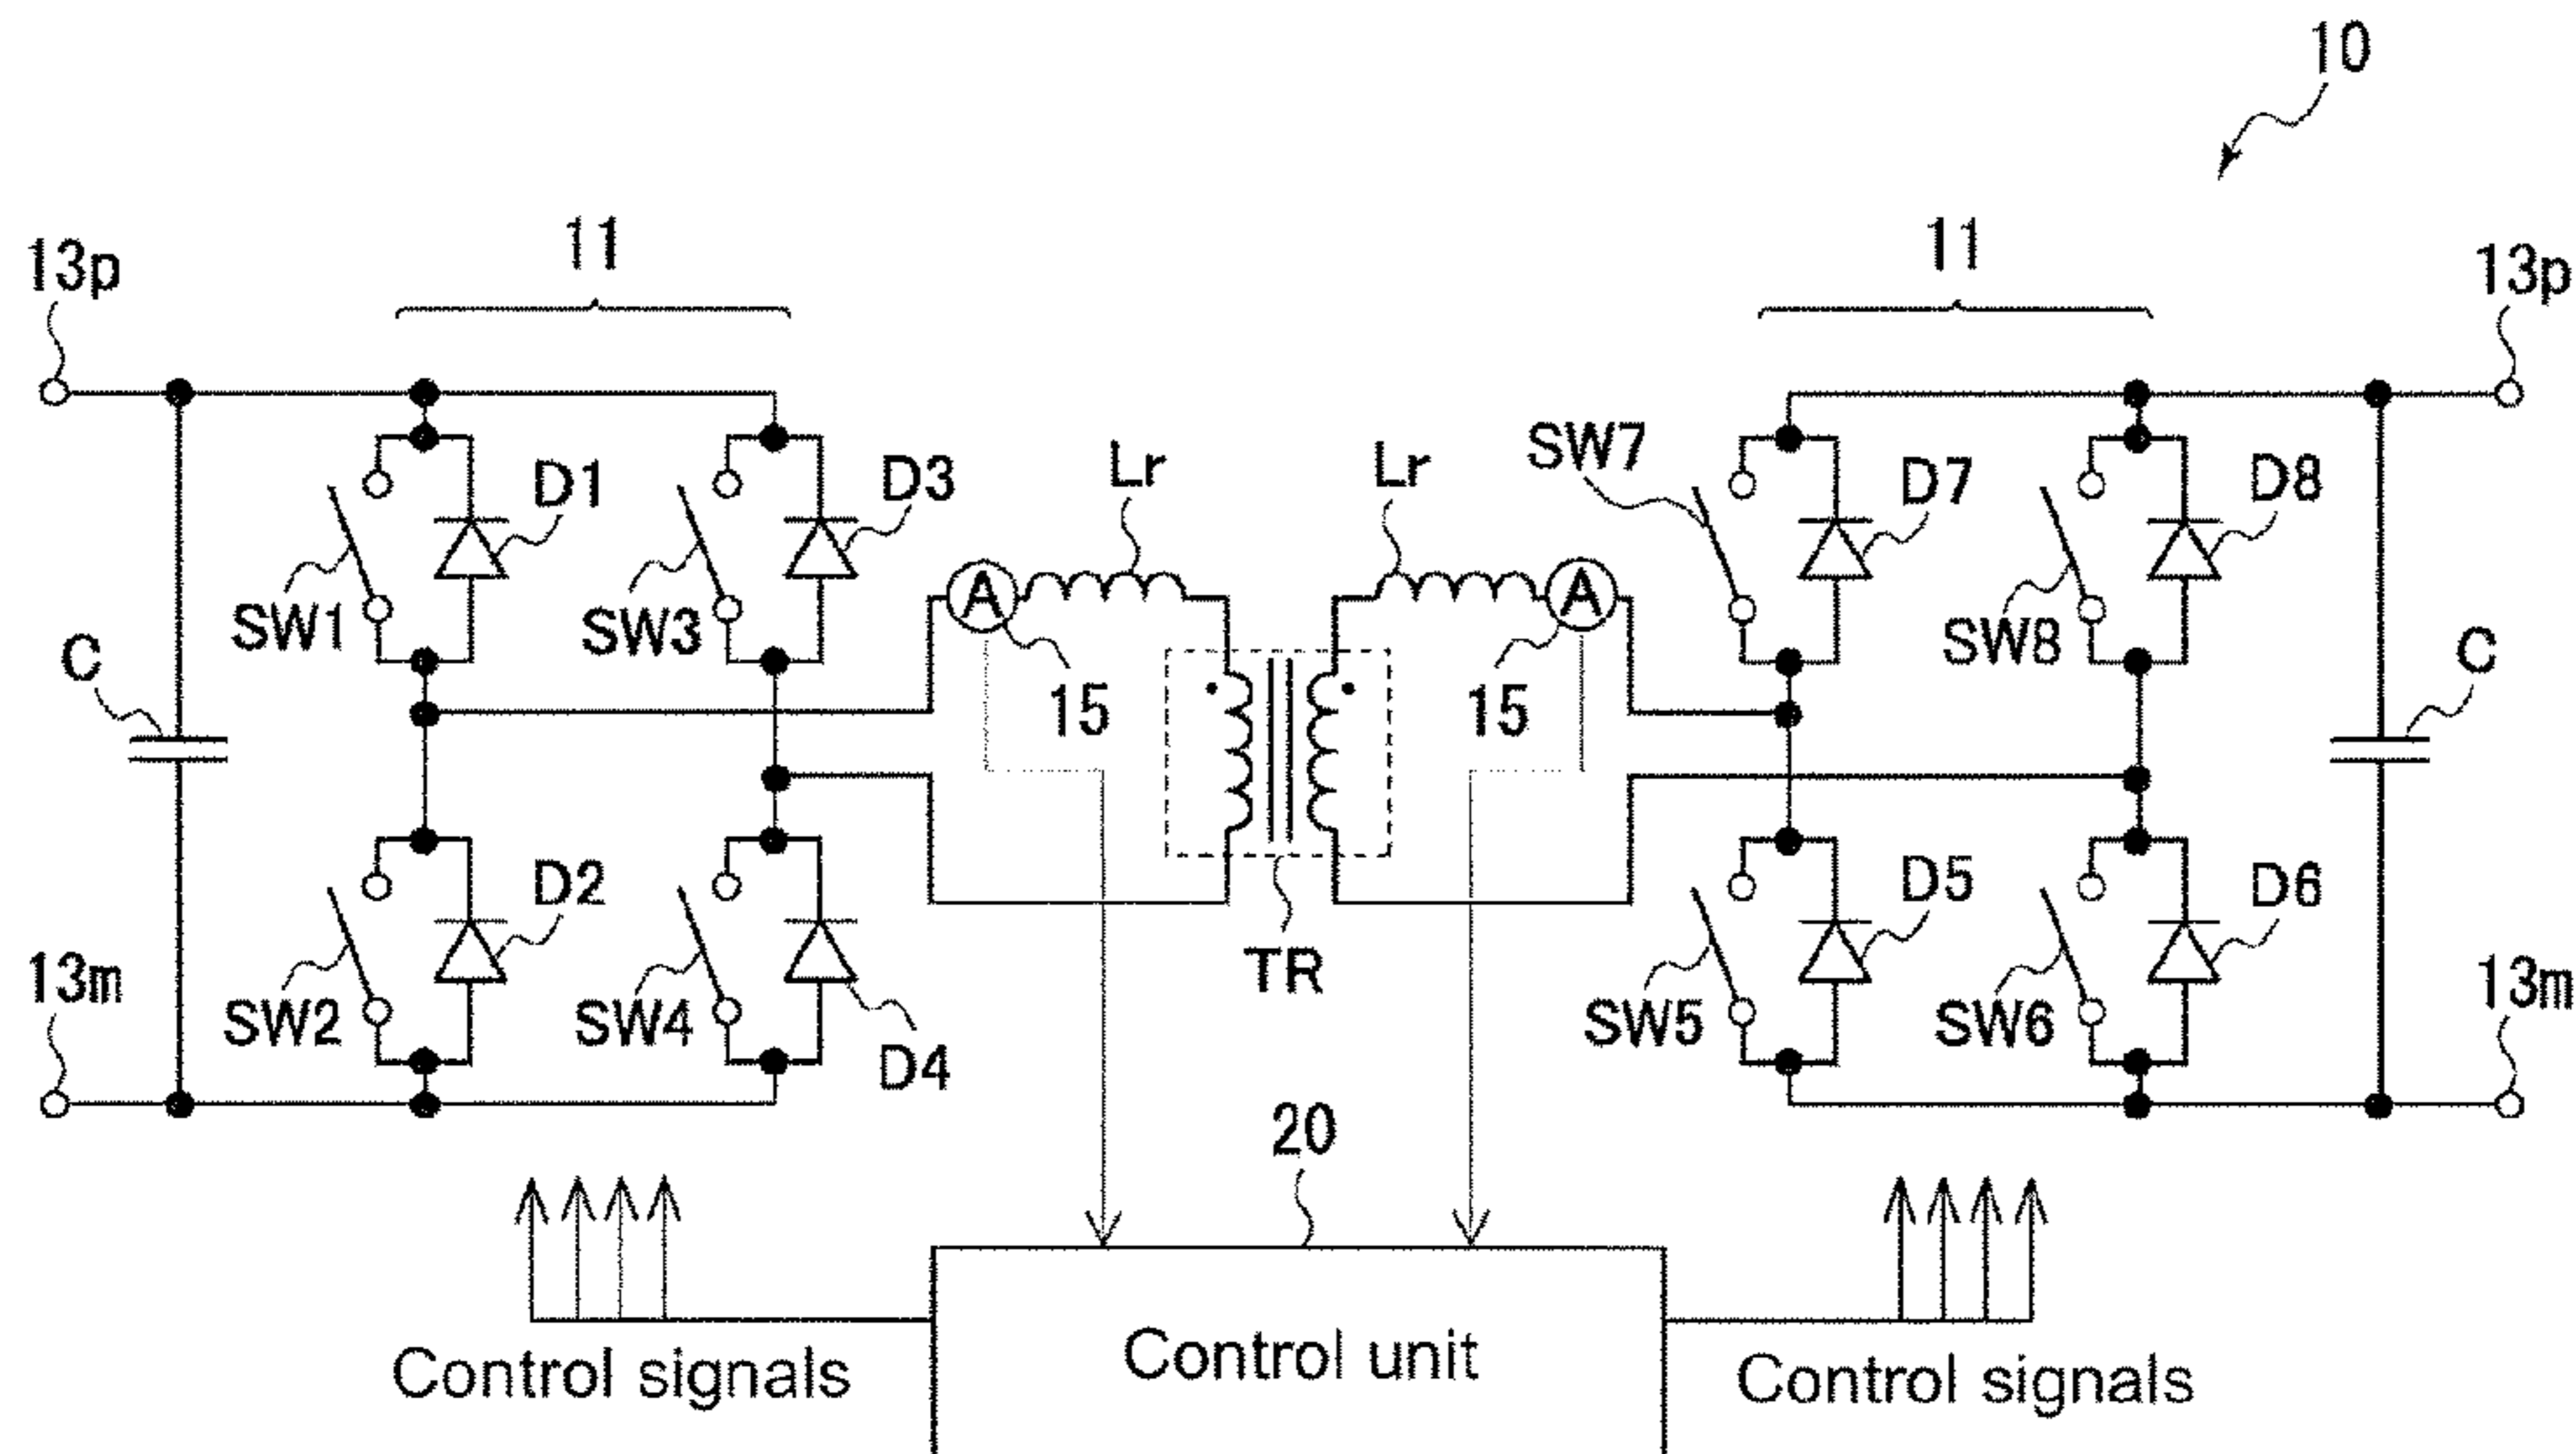 10
11
11
13p
13p
SW7
Lr
Lr
D1
D3
D7
D8
SW1
SW3
SW8
C
C
15
15
D2
D5
D6
13m
TR
13m
SW2
SW4
SW5
SW6
D4
20
Control unit
Control signals
Control signals
A
A